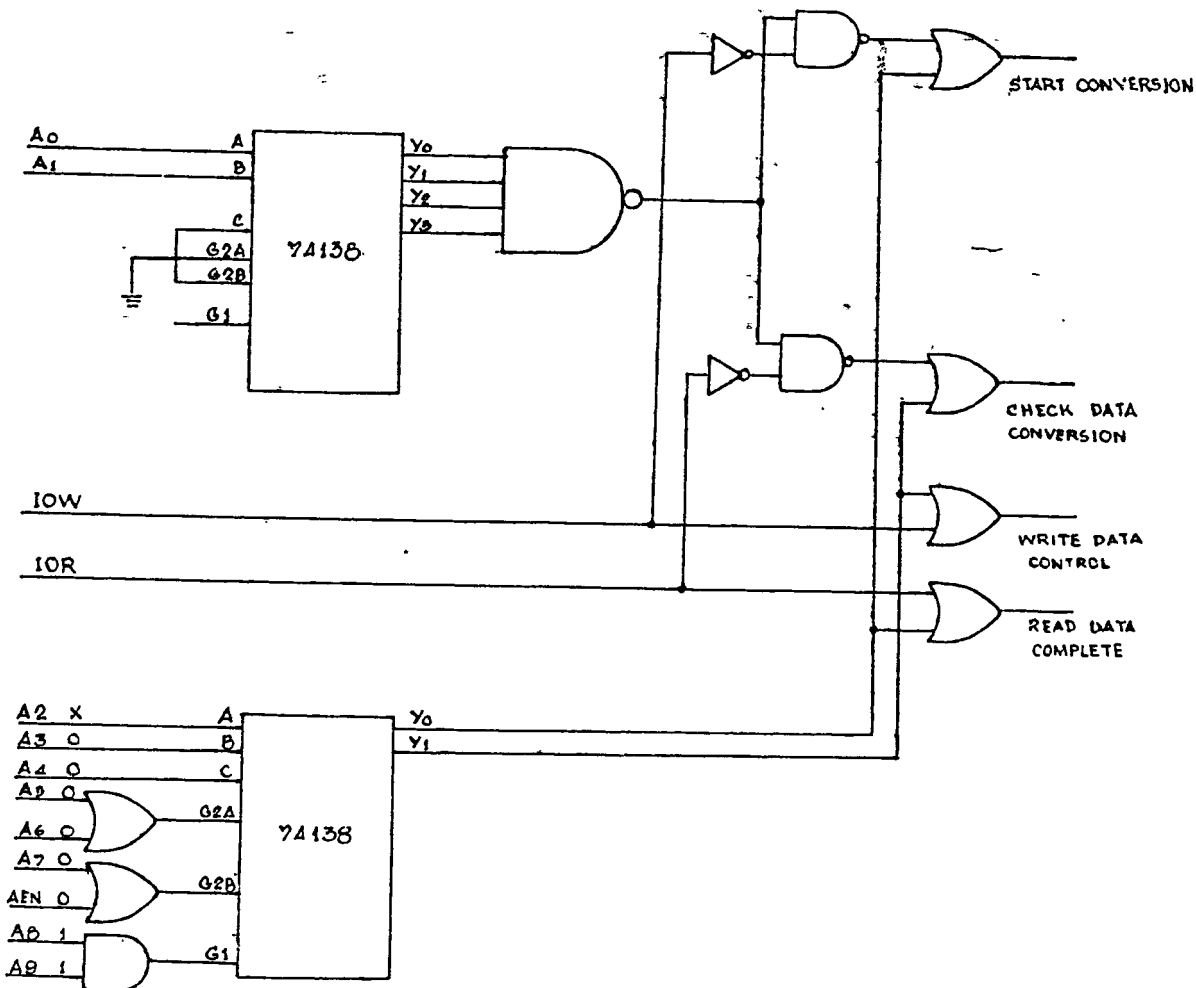 START CONVERSION
A0 A Y0
A1 B Y1
Y2
C Y3
G2A 74138
G2B
G1
CHECK DATA
CONVERSION
IOW
WRITE DATA
CONTROL
IOR
READ DATA
COMPLETE
A2 X A Y0
A3 0 B Y1
A4 0 C
A5 0
G2A
A6 0 74138
A7 0
G2B
AEN 0
A8 1
G1
A9 1